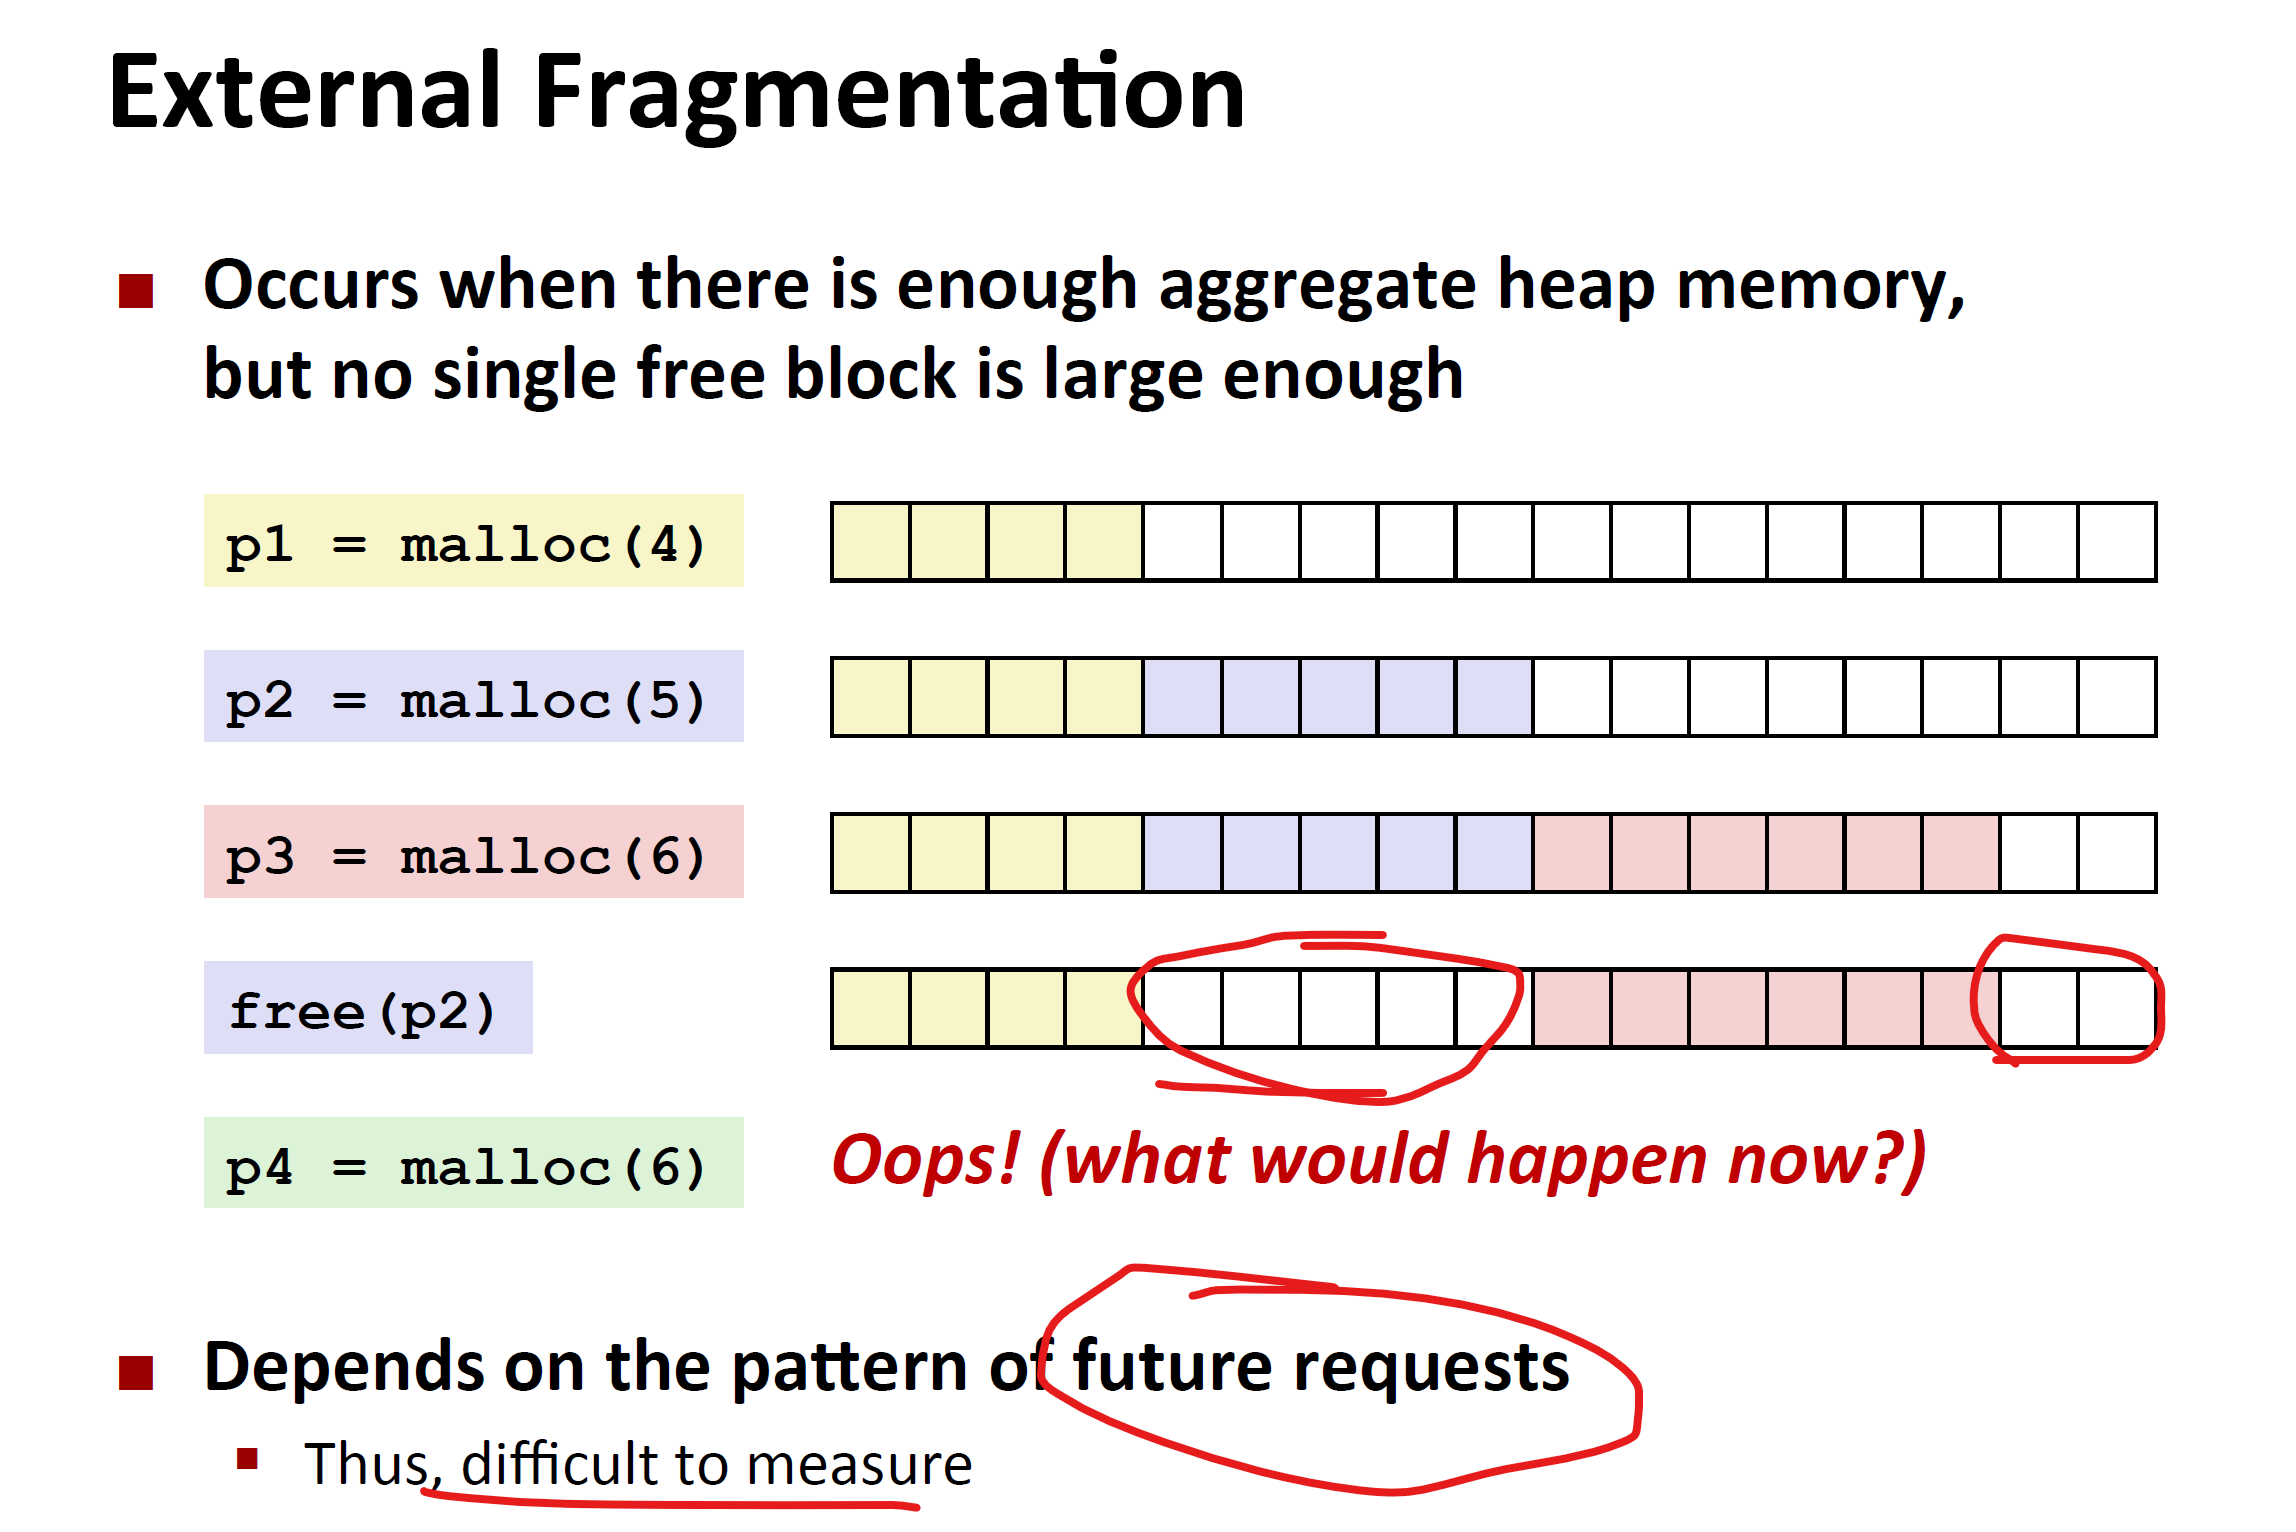 External Fragmentation
Occurs when there is enough aggregate heap memory,
but no single free block is large enough
p1 = malloc(4)
p2 = malloc(5)
p3 = malloc(6)
free(p2)
p4 = malloc(6)
Oops! (what would happen now?)
Depends on the pattern of future requests
Thus, difficult to measure